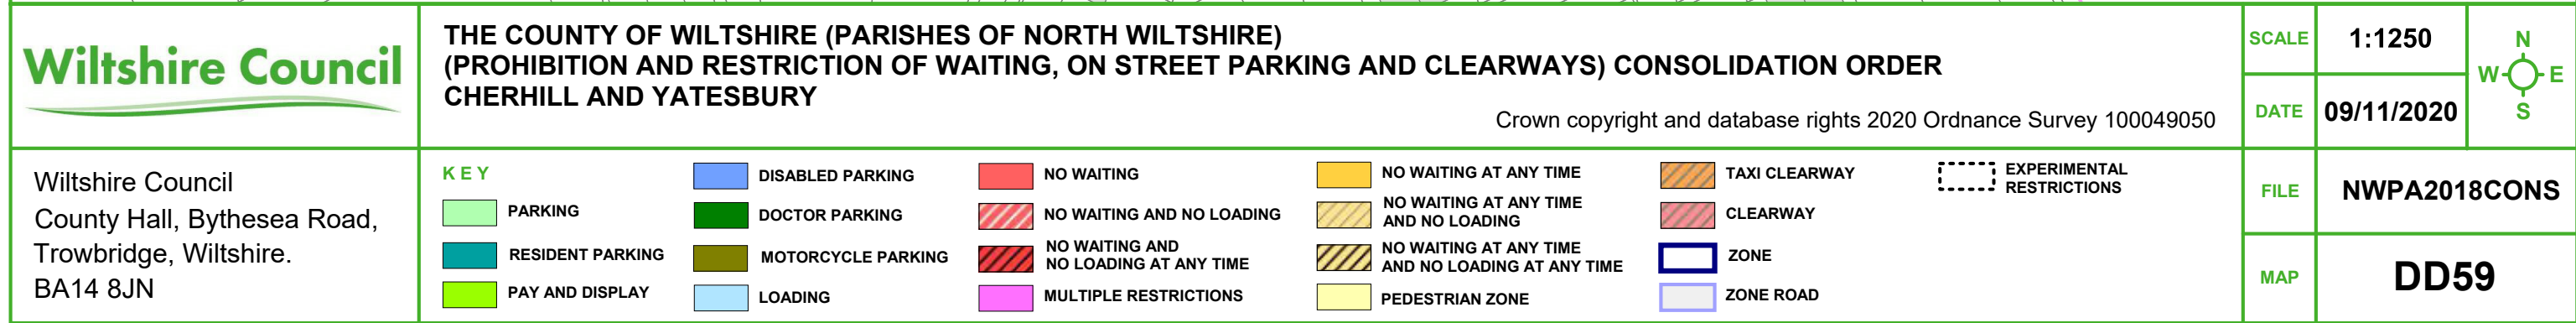 Wiltshire Council
THE COUNTY OF WILTSHIRE (PARISHES OF NORTH WILTSHIRE)
(PROHIBITION AND RESTRICTION OF WAITING, ON STREET PARKING AND CLEARWAYS) CONSOLIDATION ORDER
CHERHILL AND YATESBURY
Crown copyright and database rights 2020 Ordnance Survey 100049050
SCALE
1:1250
DATE
09/11/2020
N
W
E
S
Wiltshire Council
County Hall, Bythesea Road,
Trowbridge, Wiltshire.
BA14 8JN
KEY
PARKING
RESIDENT PARKING
PAY AND DISPLAY
DISABLED PARKING
DOCTOR PARKING
MOTORCYCLE PARKING
LOADING
NO WAITING
NO WAITING AND NO LOADING
NO WAITING AND
NO LOADING AT ANY TIME
MULTIPLE RESTRICTIONS
NO WAITING AT ANY TIME
NO WAITING AT ANY TIME
AND NO LOADING
NO WAITING AT ANY TIME
AND NO LOADING AT ANY TIME
PEDESTRIAN ZONE
TAXI CLEARWAY
CLEARWAY
ZONE
ZONE ROAD
EXPERIMENTAL
RESTRICTIONS
FILE
NWPA2018CONS
MAP
DD59